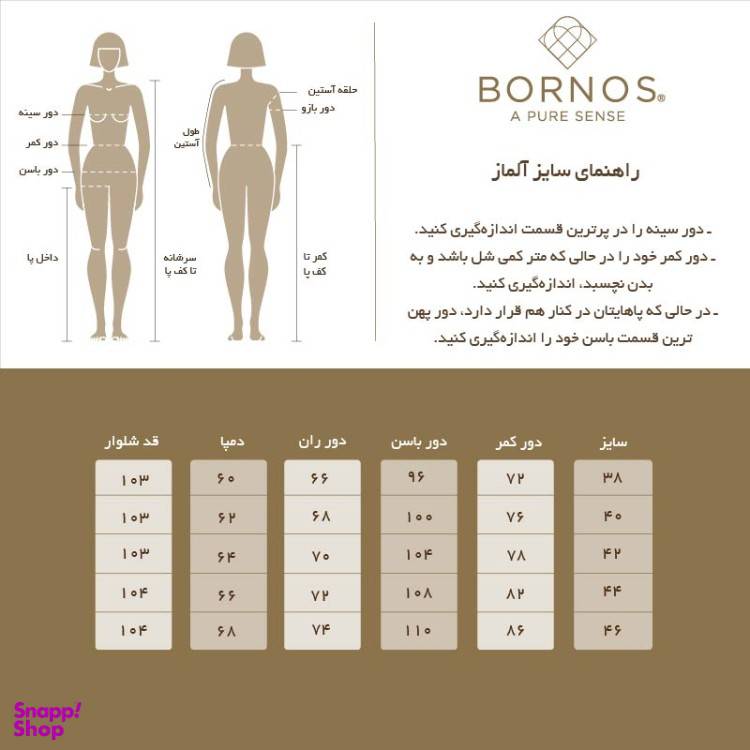 BORNOS®
A PURE SENSE
راهنمای سایز آلماز
ـ دور سینه را در پرترین قسمت اندازه‌گیری کنید.
ـ دور کمر خود را در حالی که متر کمی شل باشد و به
بدن نچسبد، اندازه‌گیری کنید.
ـ در حالی که پاهایتان در کنار هم قرار دارد، دور پهن
ترین قسمت باسن خود را اندازه‌گیری کنید.
حلقه آستین
دور بازو
طول
آستین
کمر تا
کف پا
دور سینه
دور کمر
دور باسن
داخل پا
سرشانه
تا کف پا
سایز دور کمر دور باسن دور ران دمپا قد شلوار
۳۸ ۷۲ ۹۶ ۶۶ ۶۰ ۱۰۳
۴۰ ۷۶ ۱۰۰ ۶۸ ۶۲ ۱۰۳
۴۲ ۷۸ ۱۰۴ ۷۰ ۶۴ ۱۰۳
۴۴ ۸۲ ۱۰۸ ۷۲ ۶۶ ۱۰۴
۴۶ ۸۶ ۱۱۰ ۷۴ ۶۸ ۱۰۴
Snapp!
Shop